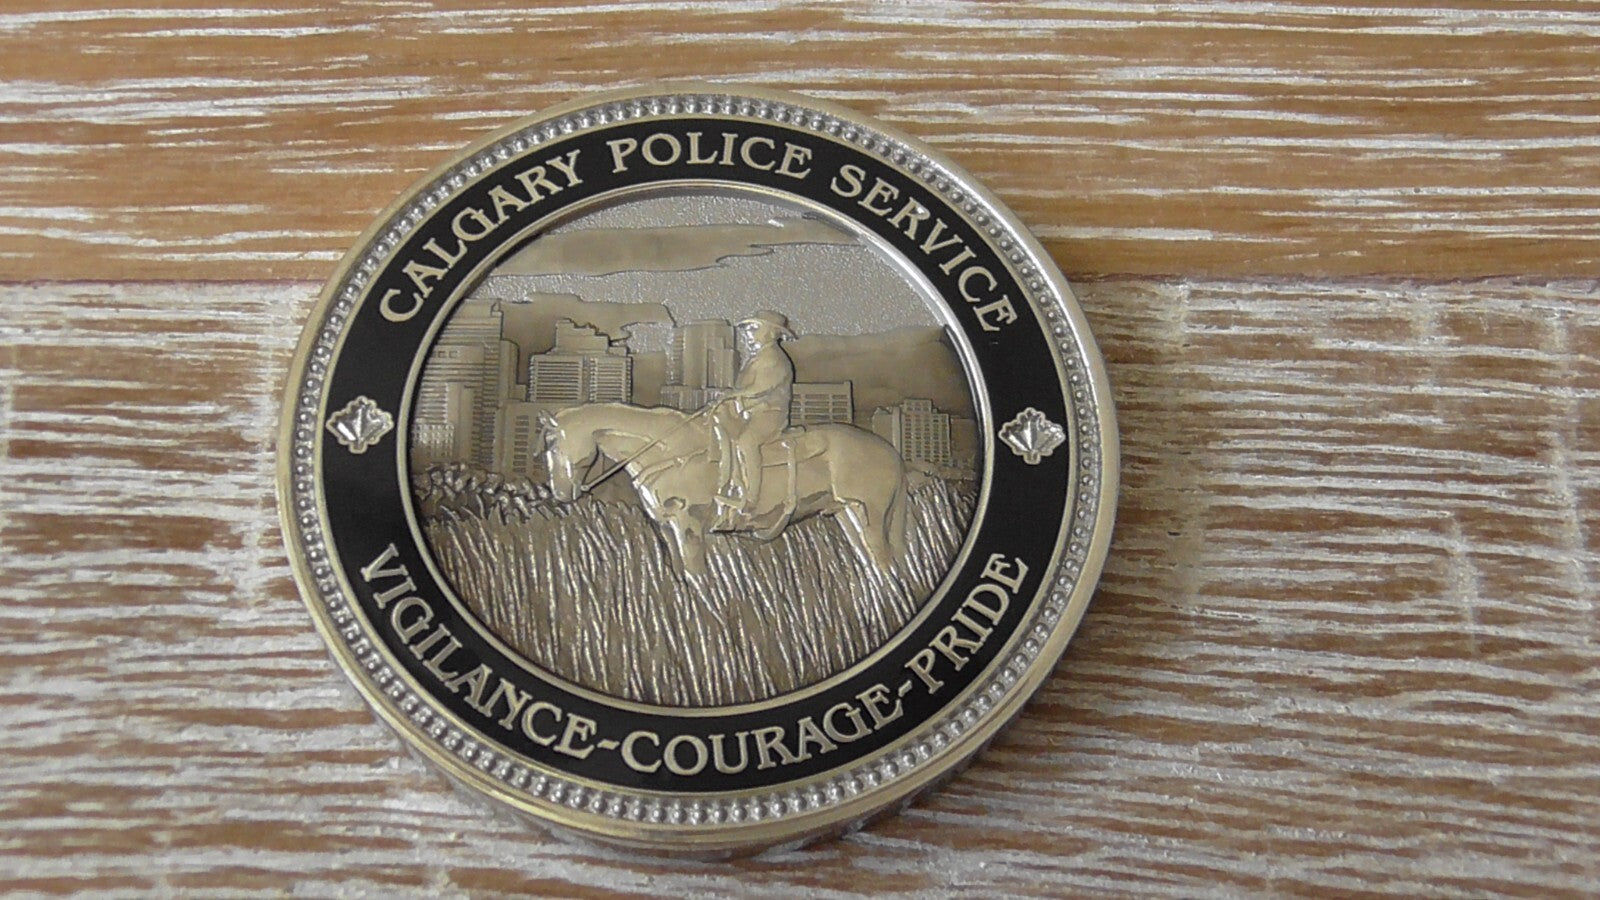 CALGARY POLICE SERVICE
VIGILANCE-COURAGE-PRIDE